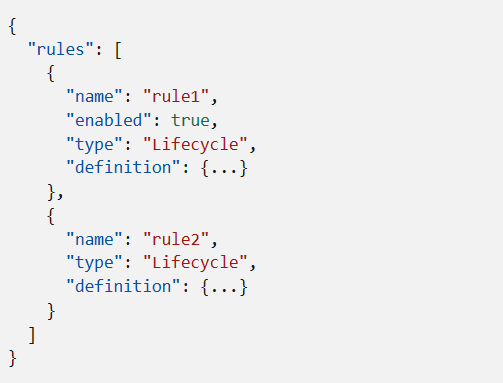 {
  "rules": [
    {
      "name": "rule1",
      "enabled": true,
      "type": "Lifecycle",
      "definition": {...}
    },
    {
      "name": "rule2",
      "type": "Lifecycle",
      "definition": {...}
    }
  ]
}